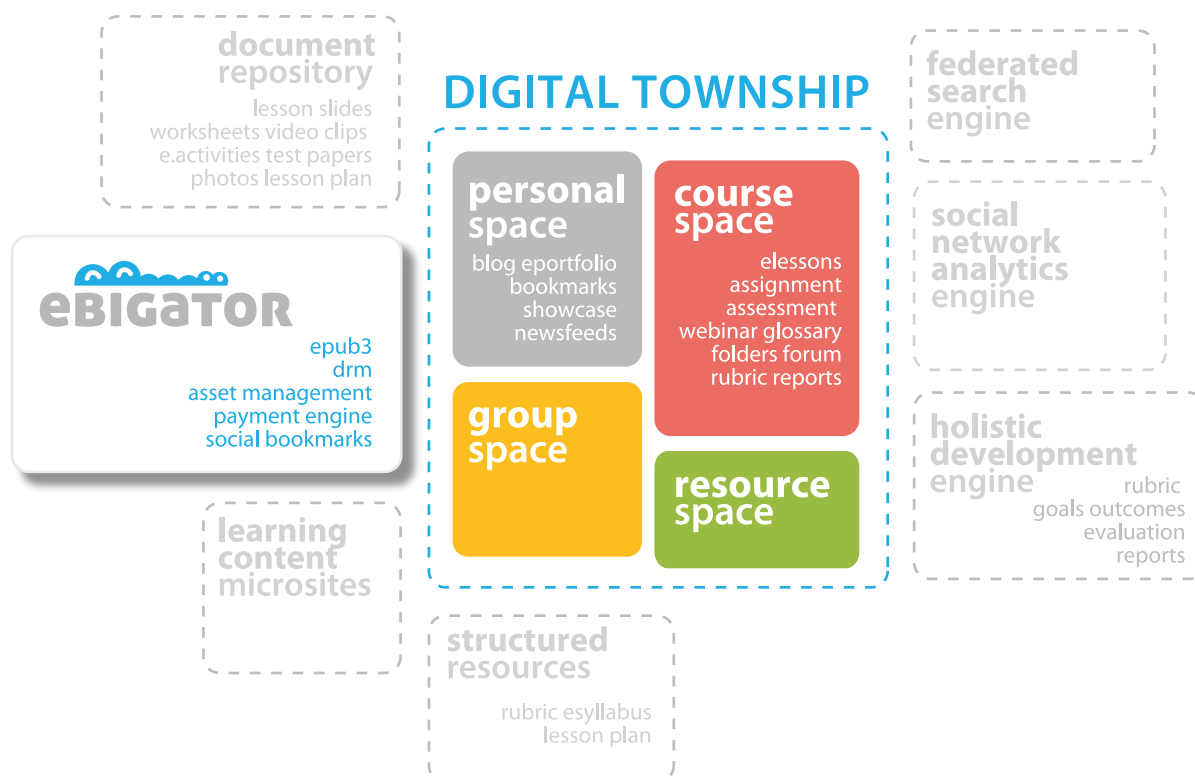 document
repository
lesson slides
worksheets video clips
e.activities test papers
photos lesson plan
eBIGaTOR
epub3
drm
asset management
payment engine
social bookmarks
learning
content
microsites
DIGITAL TOWNSHIP
personal
space
blog eportfolio
bookmarks
showcase
newsfeeds
course
space
elessons
assignment
assessment
webinar glossary
folders forum
rubric reports
group
space
resource
space
structured
resources
rubric esyllabus
lesson plan
federated
search
engine
social
network
analytics
engine
holistic
development
engine
rubric
goals outcomes
evaluation
reports